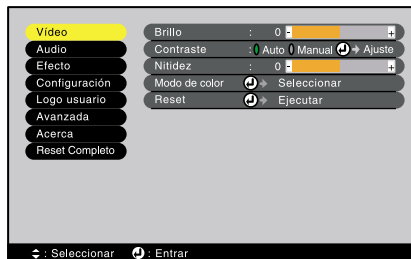 Vídeo
Audio
Efecto
Configuración
Logo usuario
Avanzada
Acerca
Reset Completo
Brillo : 0 - +
Contraste : Auto Manual Ajuste
Nitidez : 0 - +
Modo de color Seleccionar
Reset Ejecutar
: Seleccionar : Entrar